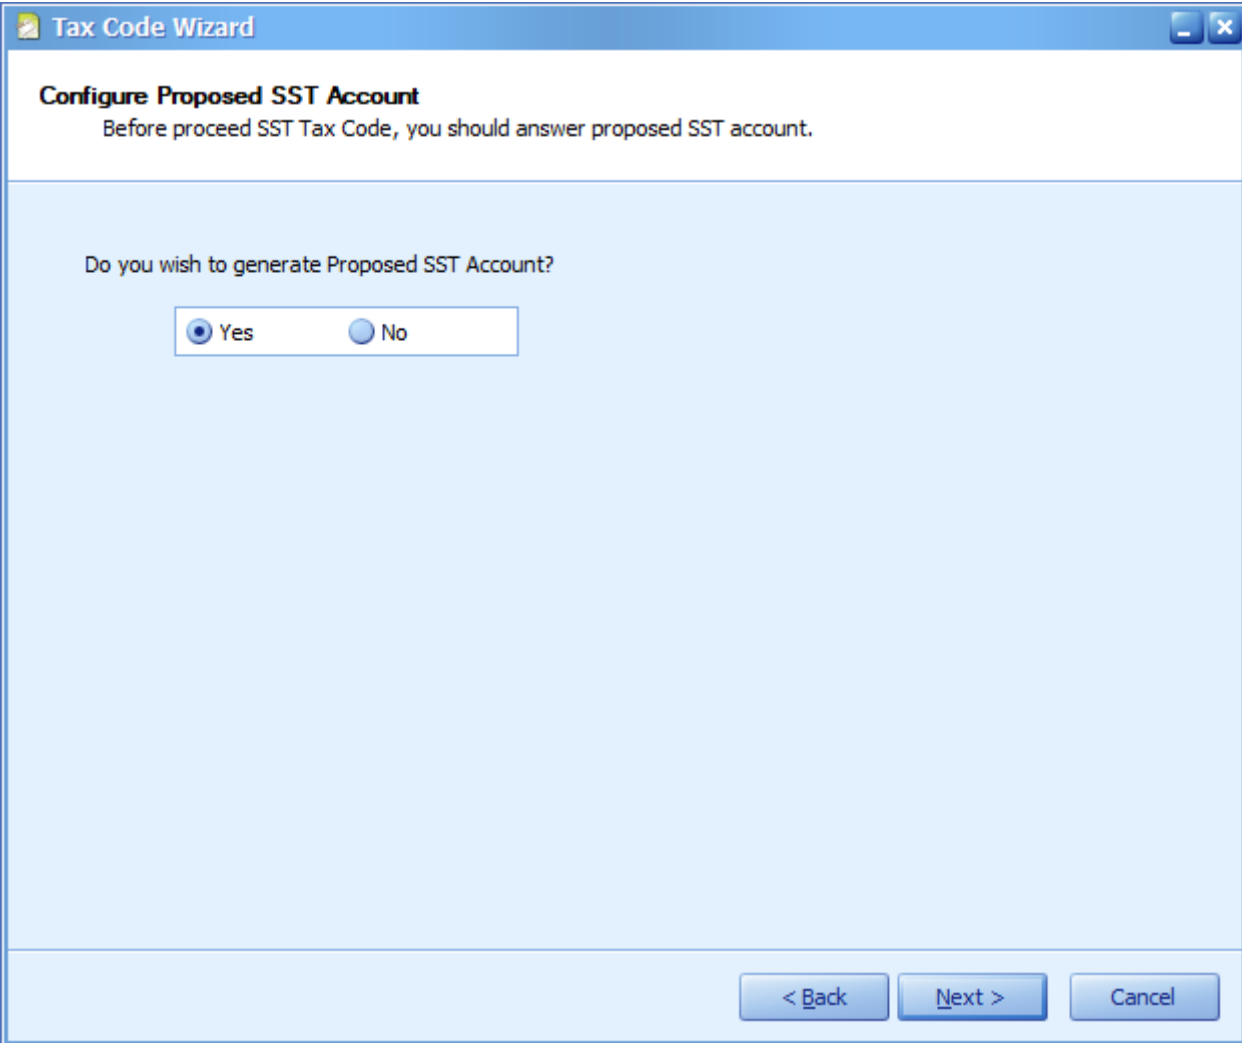 Tax Code Wizard
Configure Proposed SST Account
Before proceed SST Tax Code, you should answer proposed SST account.
Do you wish to generate Proposed SST Account?
Yes No
< Back Next > Cancel